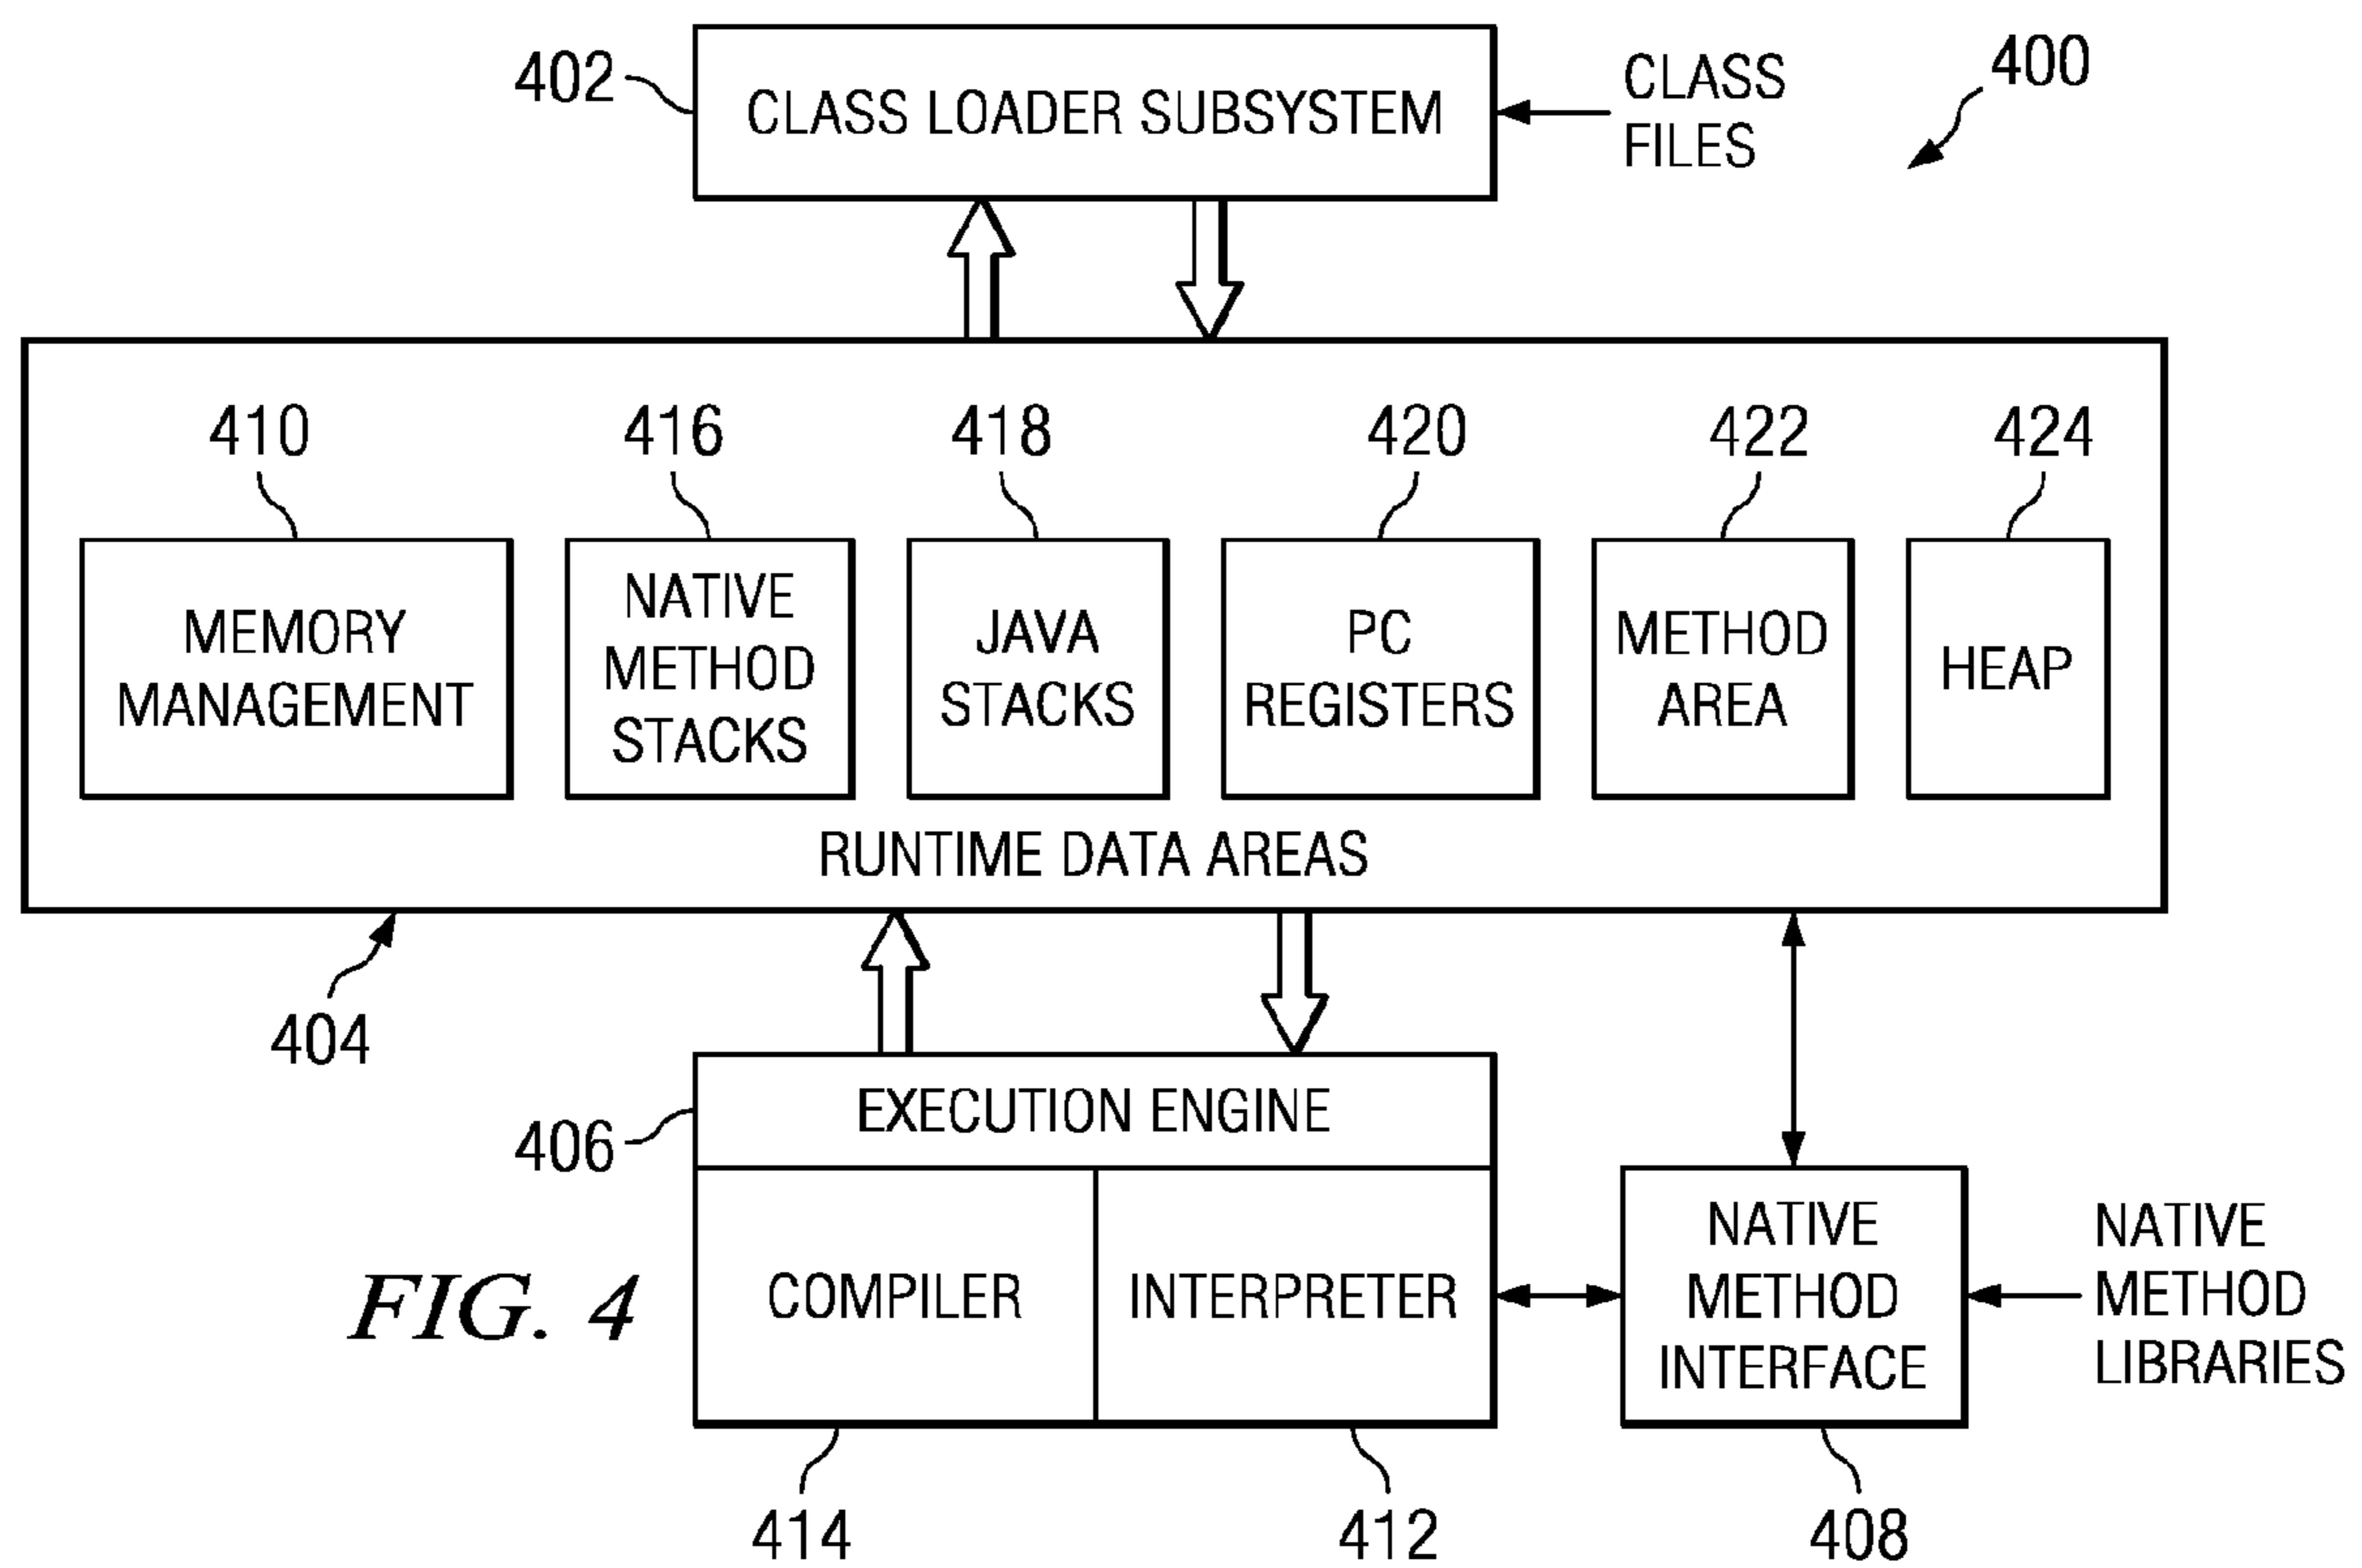 402
CLASS LOADER SUBSYSTEM
CLASS
FILES
400
410
416
418
420
422
424
MEMORY
MANAGEMENT
NATIVE
METHOD
STACKS
JAVA
STACKS
PC
REGISTERS
METHOD
AREA
HEAP
RUNTIME DATA AREAS
404
406
EXECUTION ENGINE
COMPILER
INTERPRETER
NATIVE
METHOD
INTERFACE
NATIVE
METHOD
LIBRARIES
FIG. 4
414
412
408